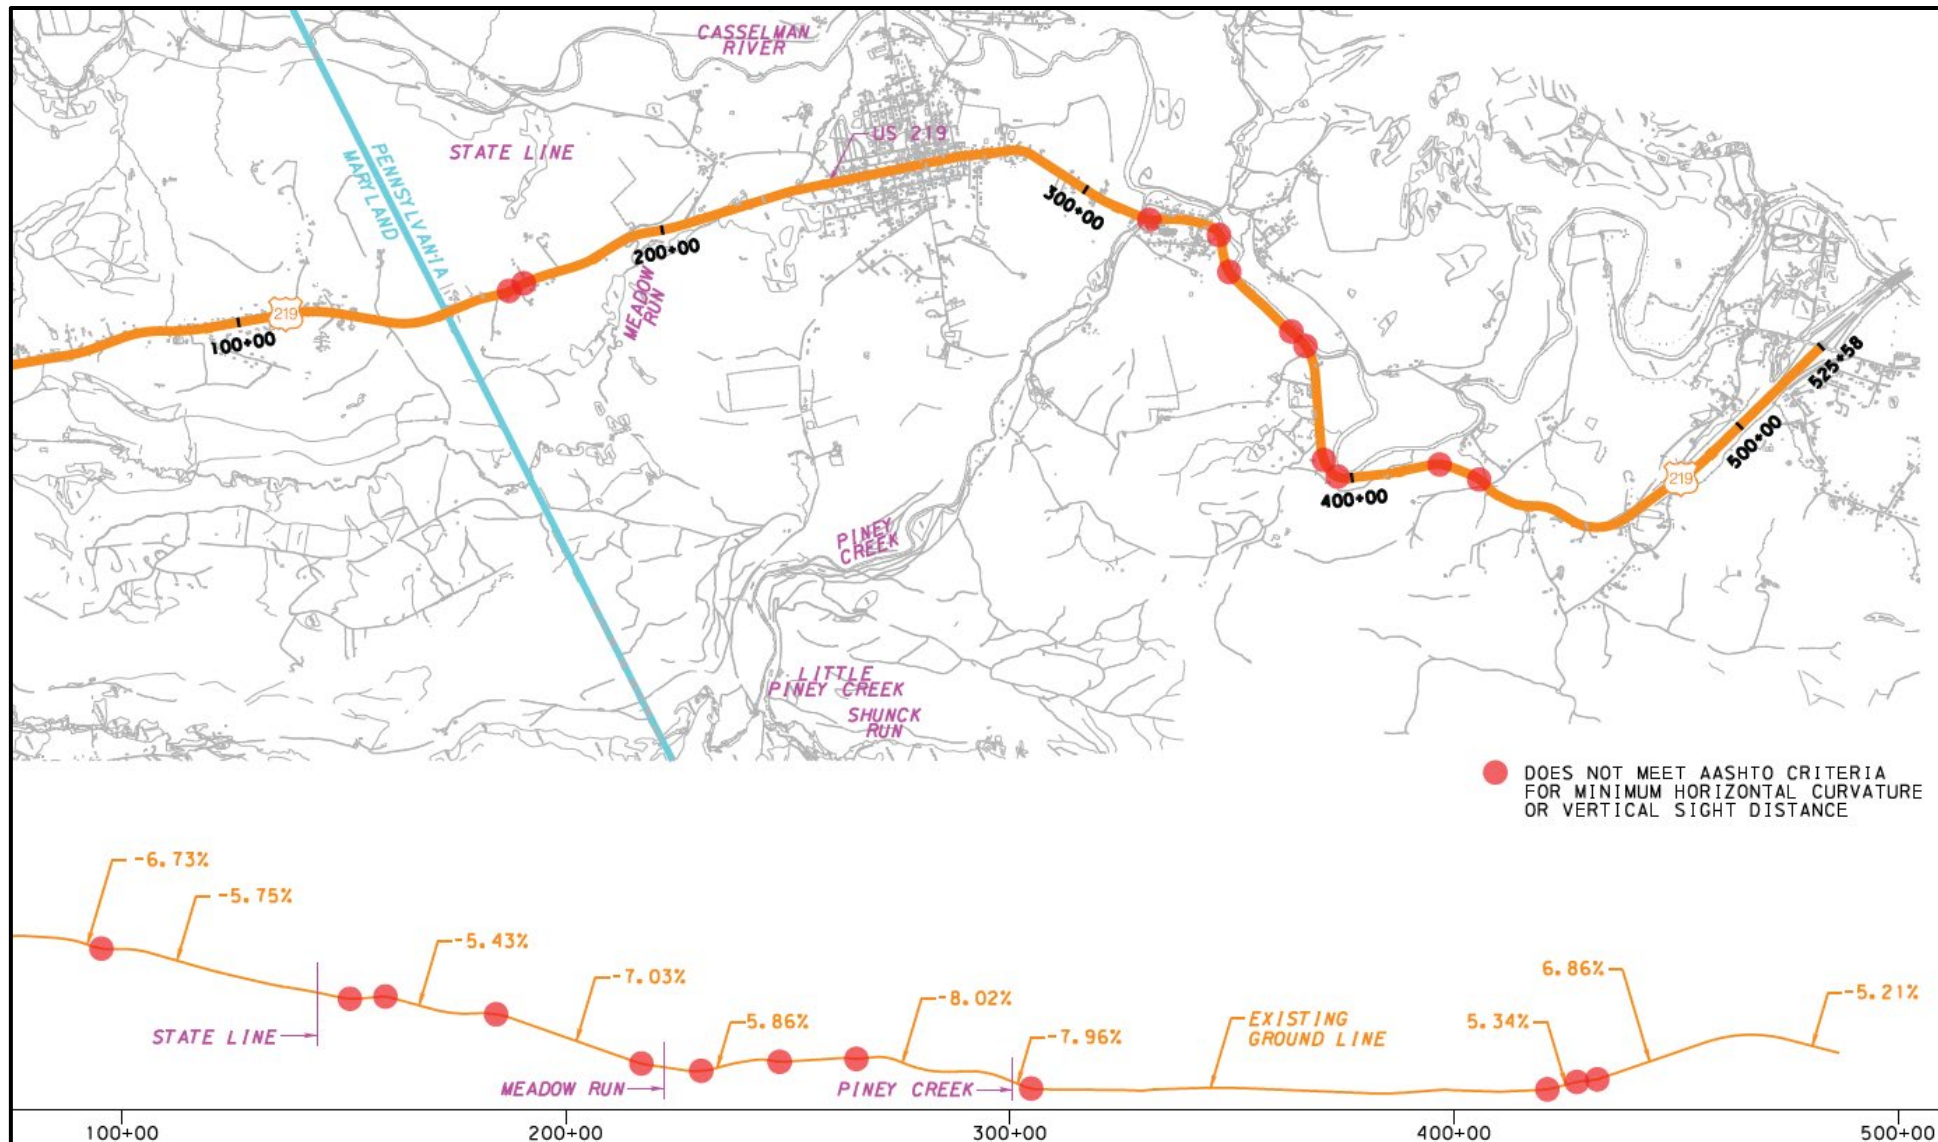 CASSELMAN
RIVER
US 219
STATE LINE
PENNSYLVANIA
MARYLAND
300+00
200+00
MEADOW
RUN
219
100+00
525+58
500+00
219
400+00
PINEY
CREEK
LITTLE
PINEY CREEK
SHUNCK
RUN
DOES NOT MEET AASHTO CRITERIA
FOR MINIMUM HORIZONTAL CURVATURE
OR VERTICAL SIGHT DISTANCE
-6.73%
-5.75%
-5.43%
-7.03%
5.86%
-8.02%
-7.96%
EXISTING
GROUND LINE
5.34%
6.86%
-5.21%
STATE LINE
MEADOW RUN
PINEY CREEK
100+00
200+00
300+00
400+00
500+00